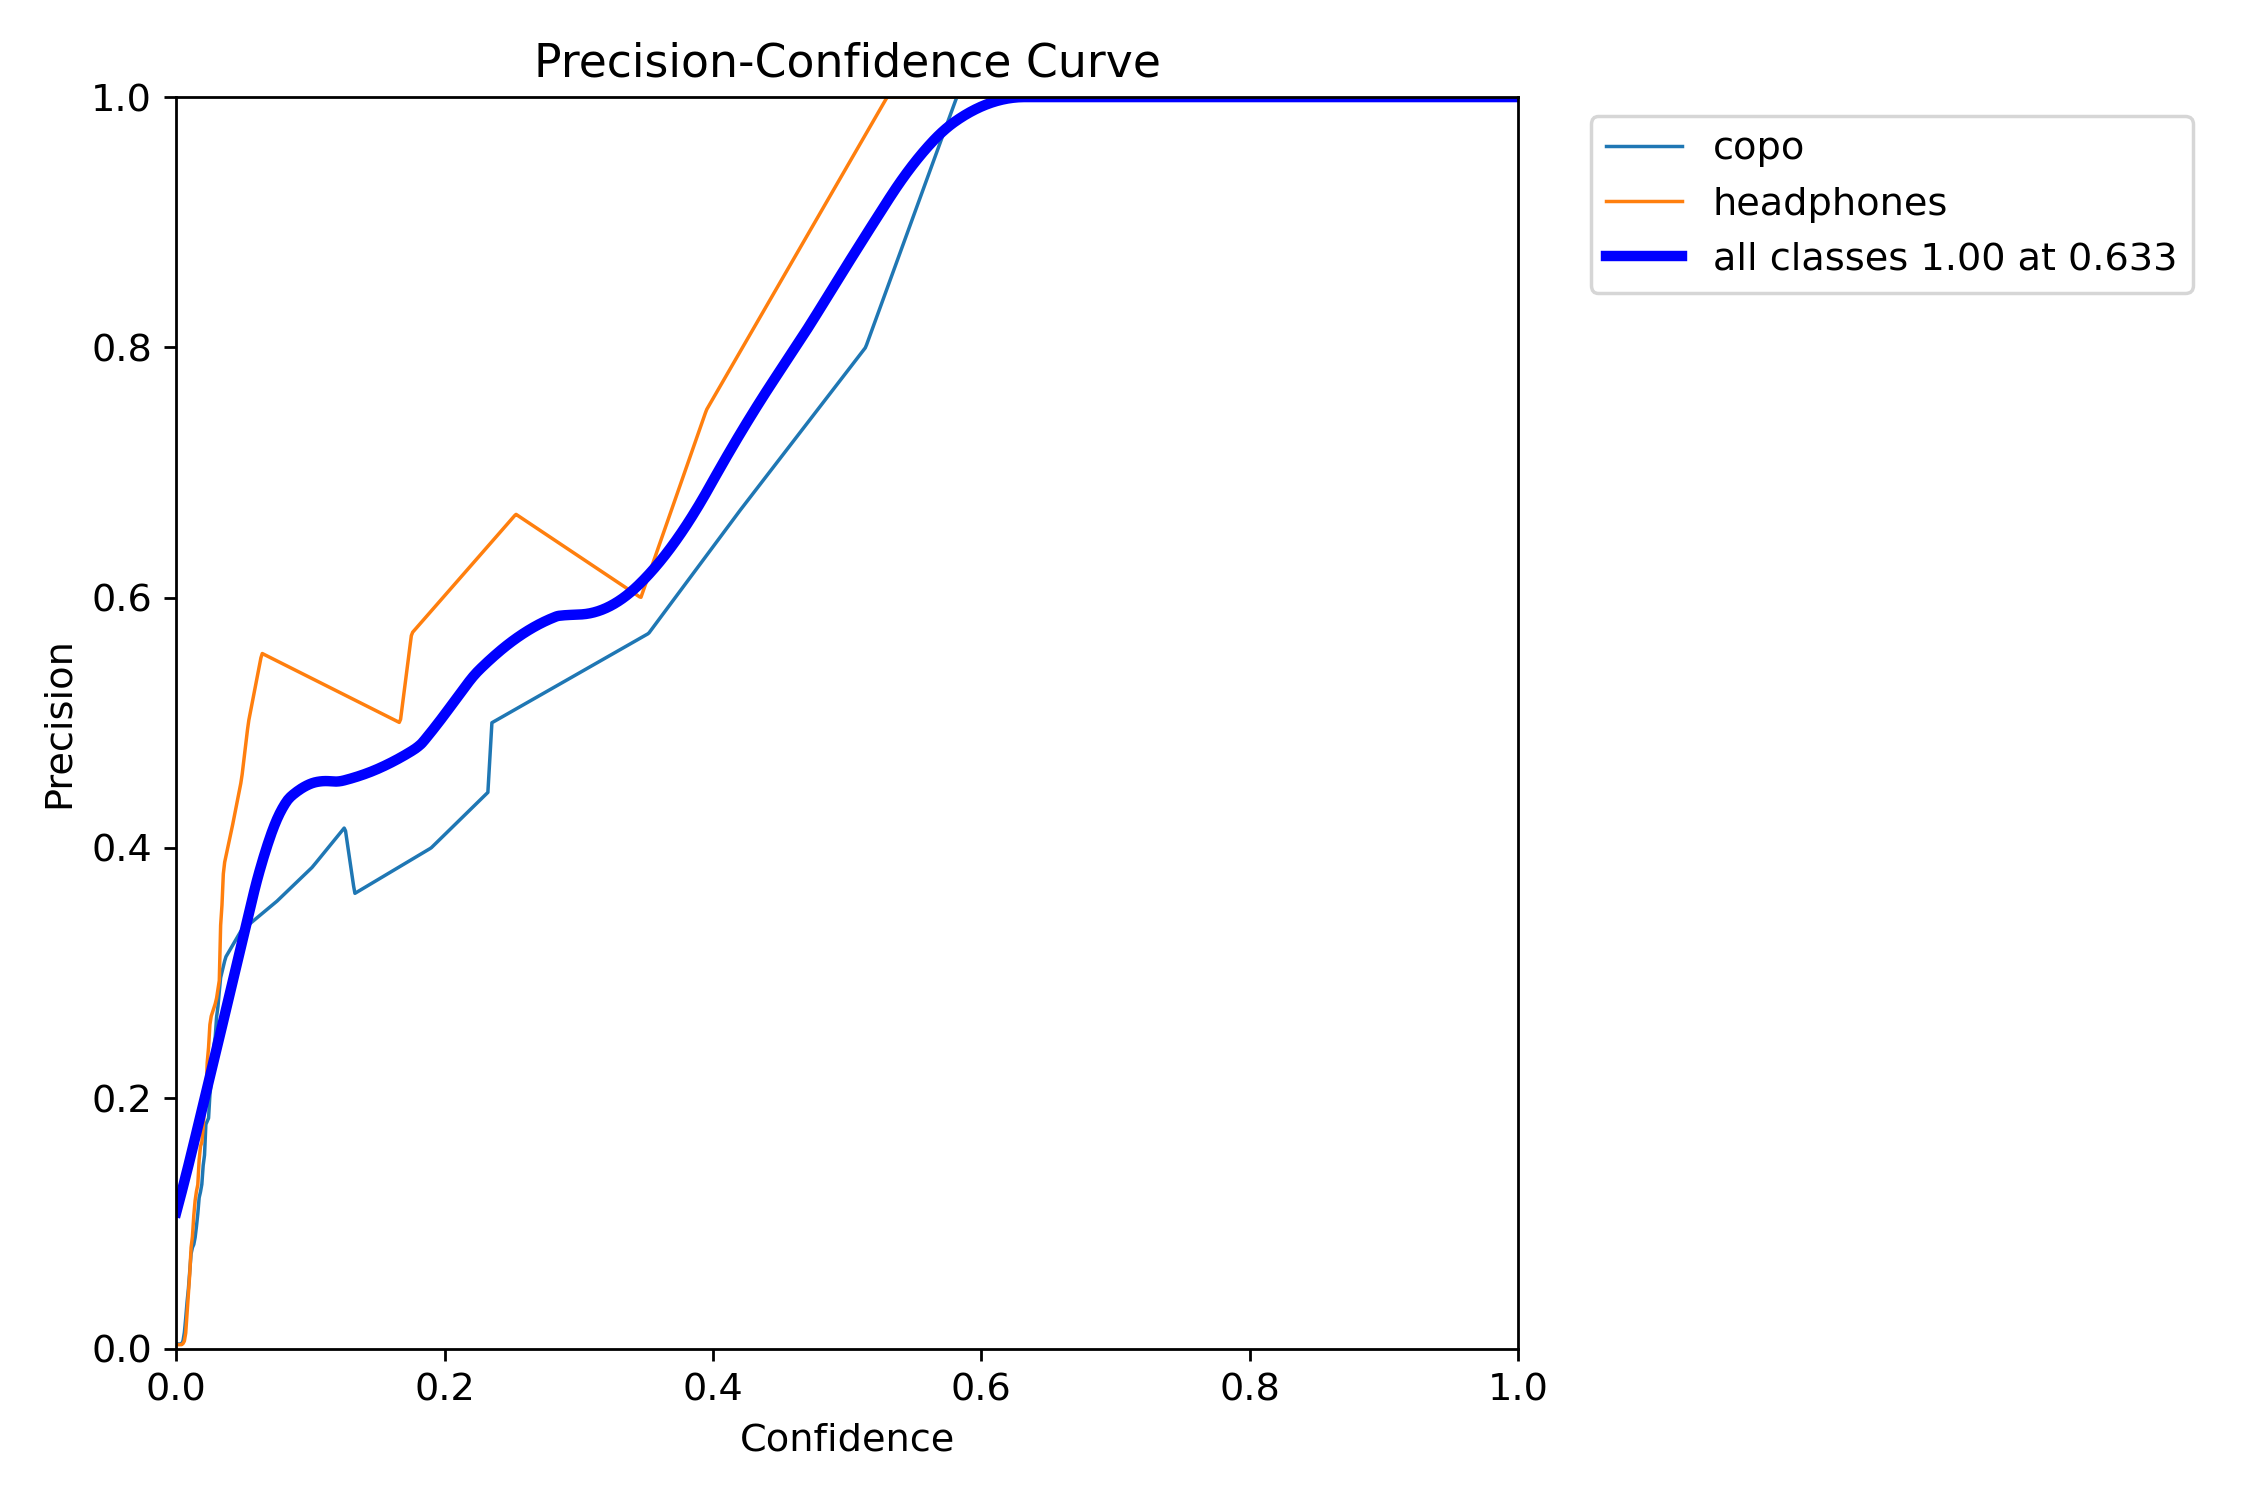 Precision-Confidence Curve
1.0
0.8
0.6
0.4
0.2
0.0
Precision
0.0 0.2 0.4 0.6 0.8 1.0
Confidence
copo
headphones
all classes 1.00 at 0.633